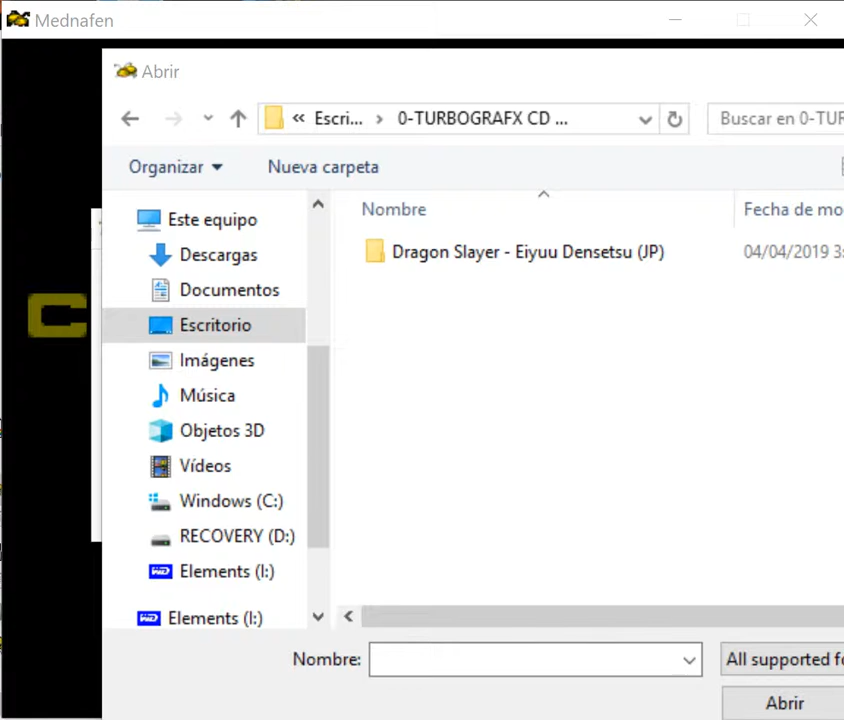 Mednafen
Abrir
« Escri... › 0-TURBOGRAFX CD ...
Buscar en 0-TUR
Organizar
Nueva carpeta
Este equipo
Descargas
Documentos
Escritorio
Imágenes
Música
Objetos 3D
Vídeos
Windows (C:)
RECOVERY (D:)
Elements (I:)
Elements (I:)
Nombre
Fecha de mo
Dragon Slayer - Eiyuu Densetsu (JP)
04/04/2019 3:
Nombre:
All supported fo
Abrir
C